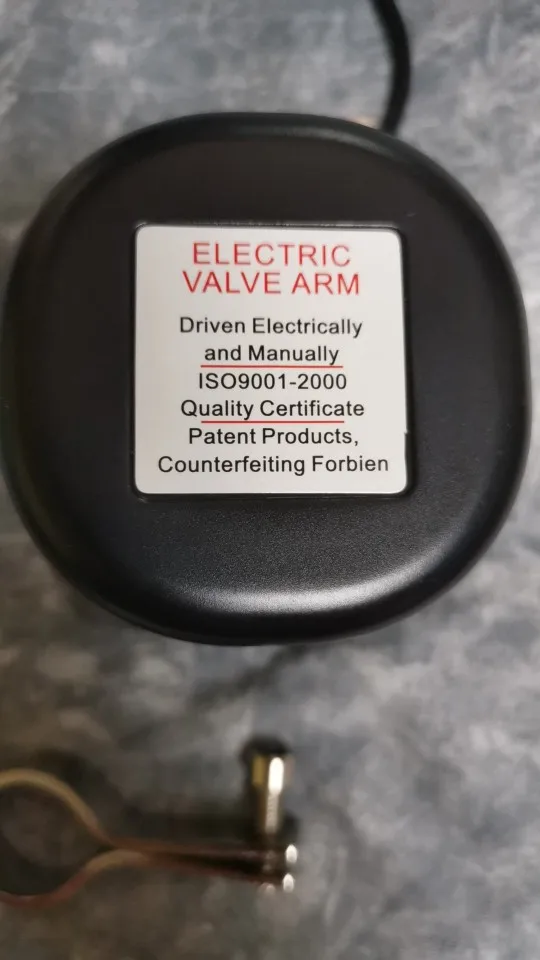 ELECTRIC
VALVE ARM
Driven Electrically
and Manually
ISO9001-2000
Quality Certificate
Patent Products,
Counterfeiting Forbien